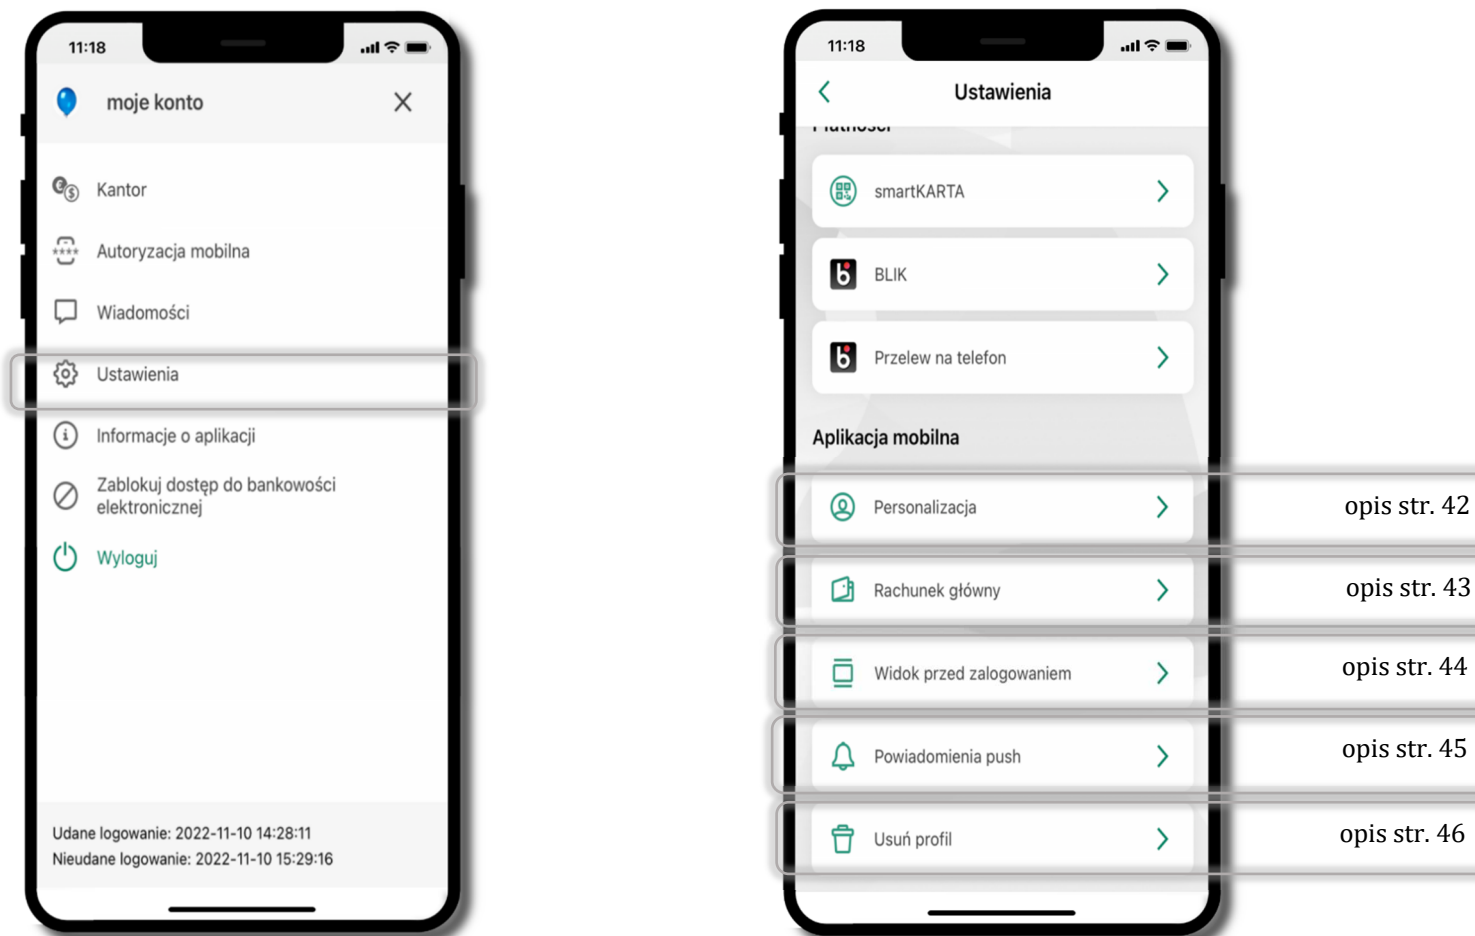 11:18
moje konto
Kantor
Autoryzacja mobilna
Wiadomości
Ustawienia
Informacje o aplikacji
Zablokuj dostęp do bankowości
elektronicznej
Wyloguj
Udane logowanie: 2022-11-10 14:28:11
Nieudane logowanie: 2022-11-10 15:29:16
11:18
Ustawienia
Płatności
smartKARTA
BLIK
Przelew na telefon
Aplikacja mobilna
Personalizacja
opis str. 42
Rachunek główny
opis str. 43
Widok przed zalogowaniem
opis str. 44
Powiadomienia push
opis str. 45
Usuń profil
opis str. 46